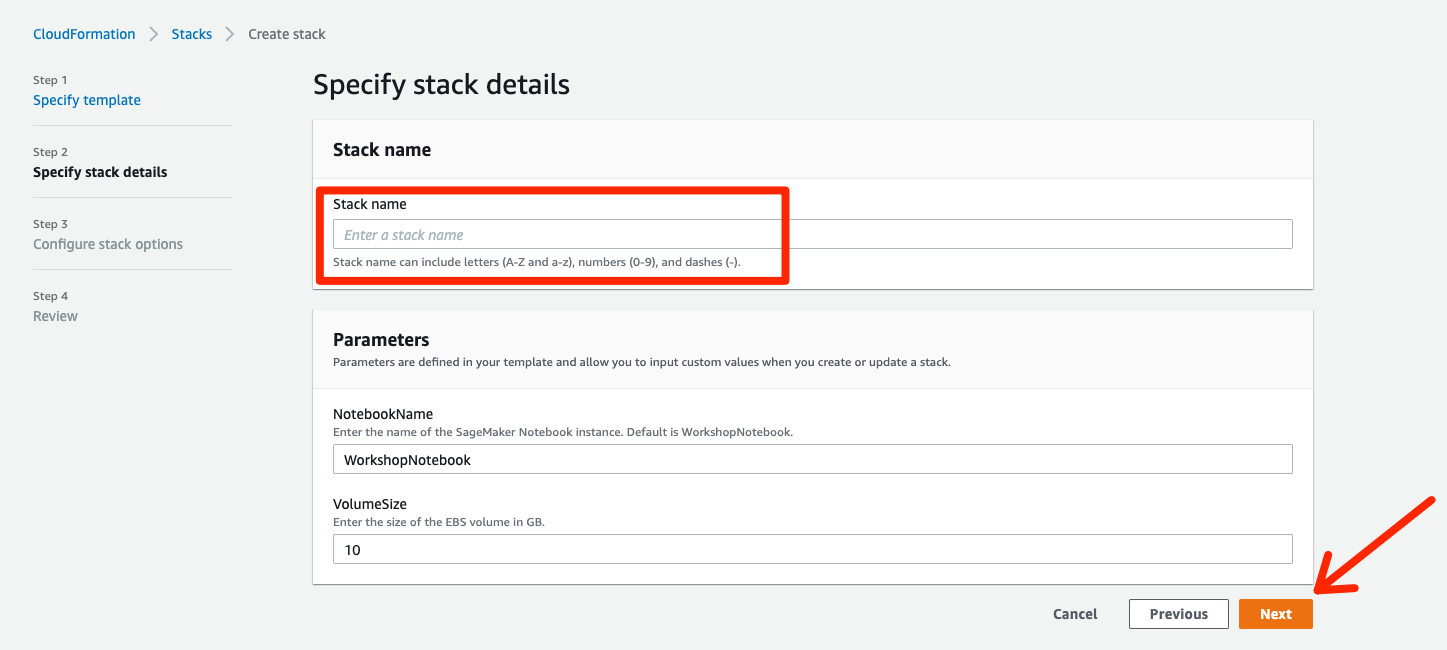 CloudFormation > Stacks > Create stack
Step 1
Specify template
Step 2
Specify stack details
Step 3
Configure stack options
Step 4
Review
Specify stack details
Stack name
Stack name
Enter a stack name
Stack name can include letters (A-Z and a-z), numbers (0-9), and dashes (-).
Parameters
Parameters are defined in your template and allow you to input custom values when you create or update a stack.
NotebookName
Enter the name of the SageMaker Notebook instance. Default is WorkshopNotebook.
WorkshopNotebook
VolumeSize
Enter the size of the EBS volume in GB.
10
Cancel Previous Next